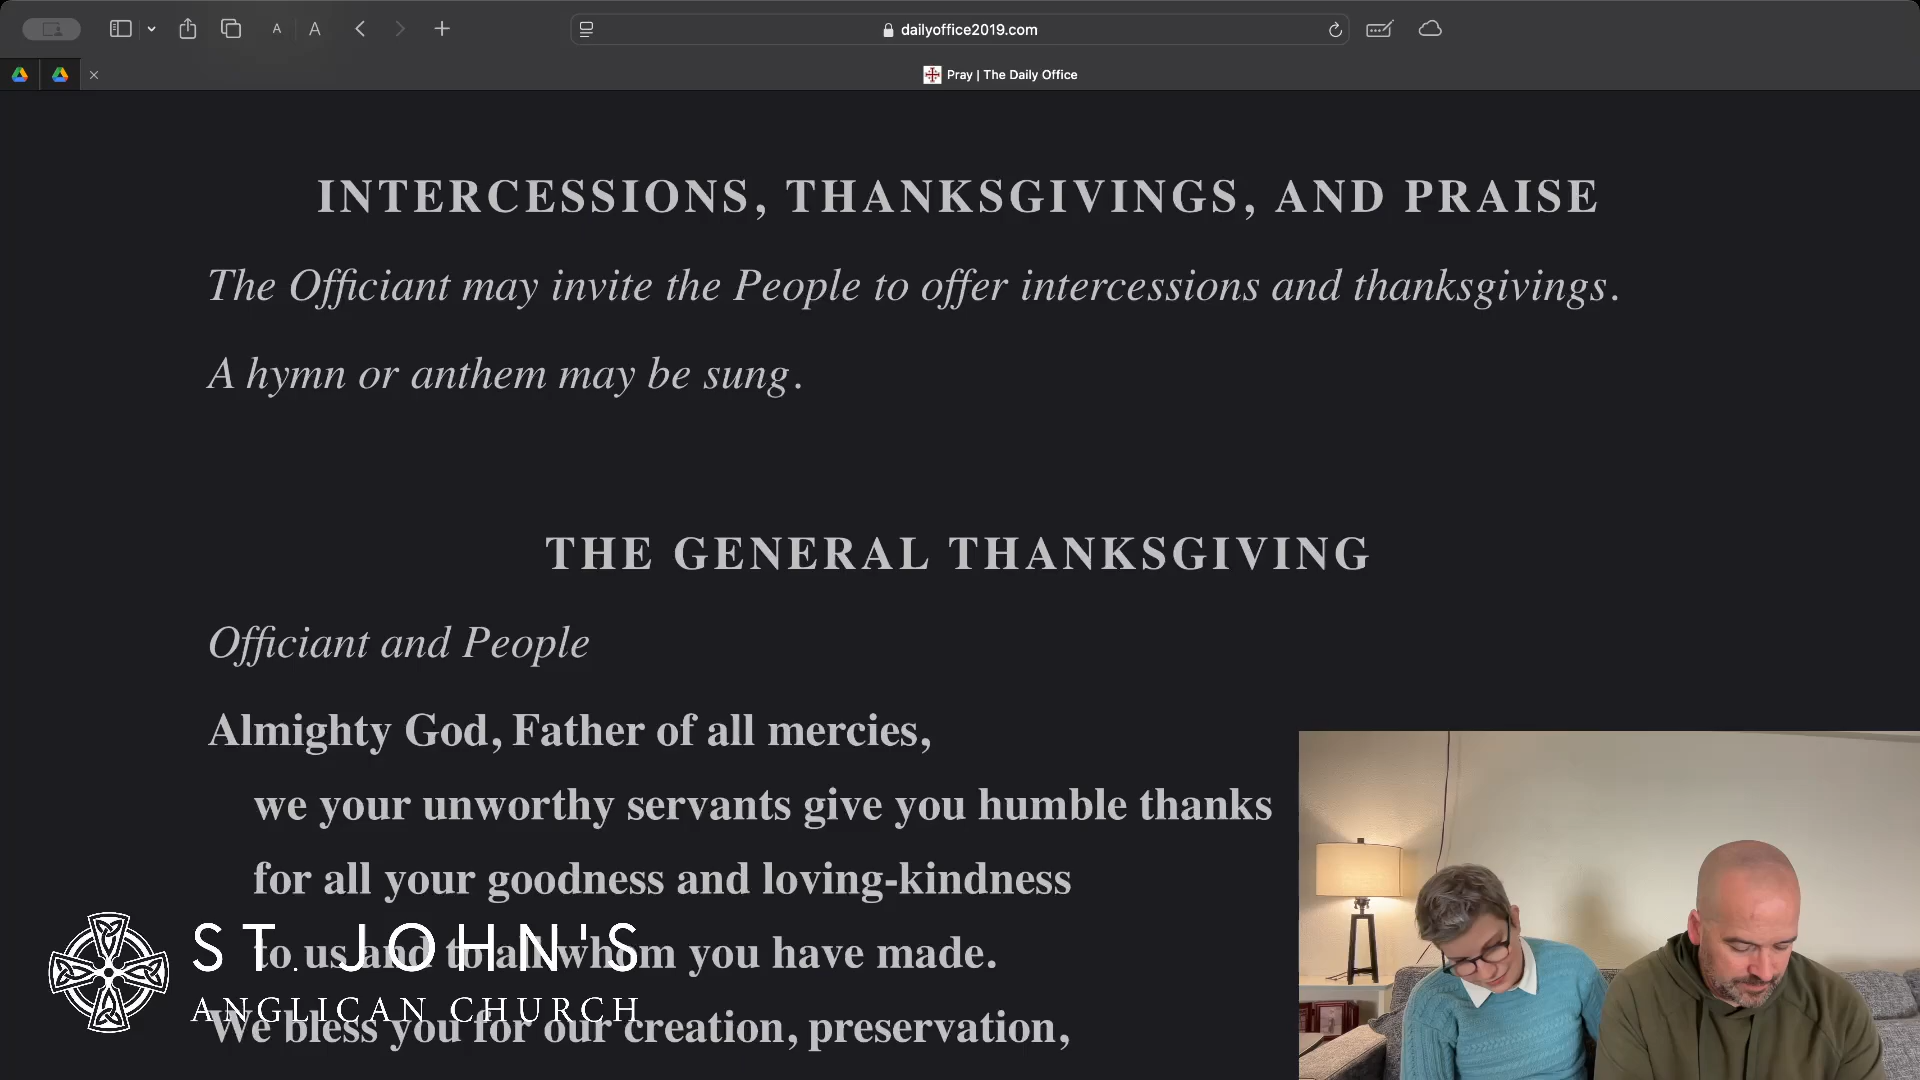 A A
dailyoffice2019.com
Pray | The Daily Office
INTERCESSIONS, THANKSGIVINGS, AND PRAISE
The Officiant may invite the People to offer intercessions and thanksgivings.
A hymn or anthem may be sung.
THE GENERAL THANKSGIVING
Officiant and People
Almighty God, Father of all mercies,
we your unworthy servants give you humble thanks
for all your goodness and loving-kindness
to us and to all whom you have made.
We bless you for our creation, preservation,
ST. JOHN'S
ANGLICAN CHURCH